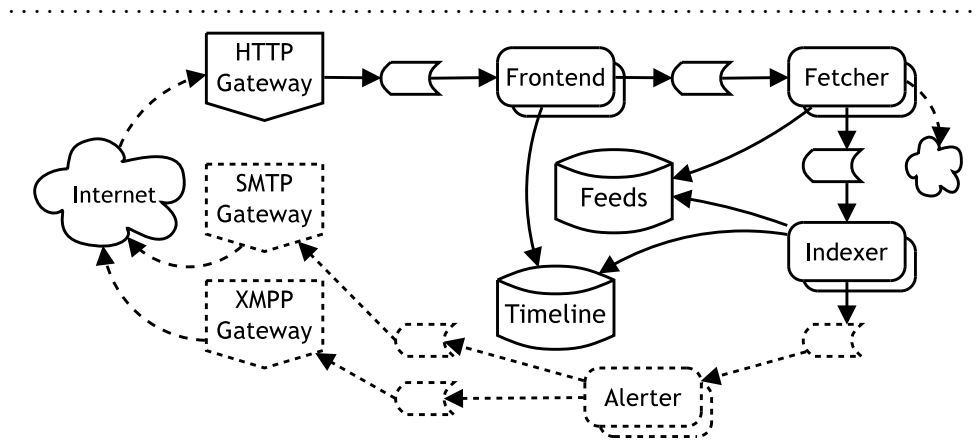 HTTP
Gateway
Frontend
Fetcher
Internet
SMTP
Gateway
Feeds
Indexer
XMPP
Gateway
Timeline
Alerter